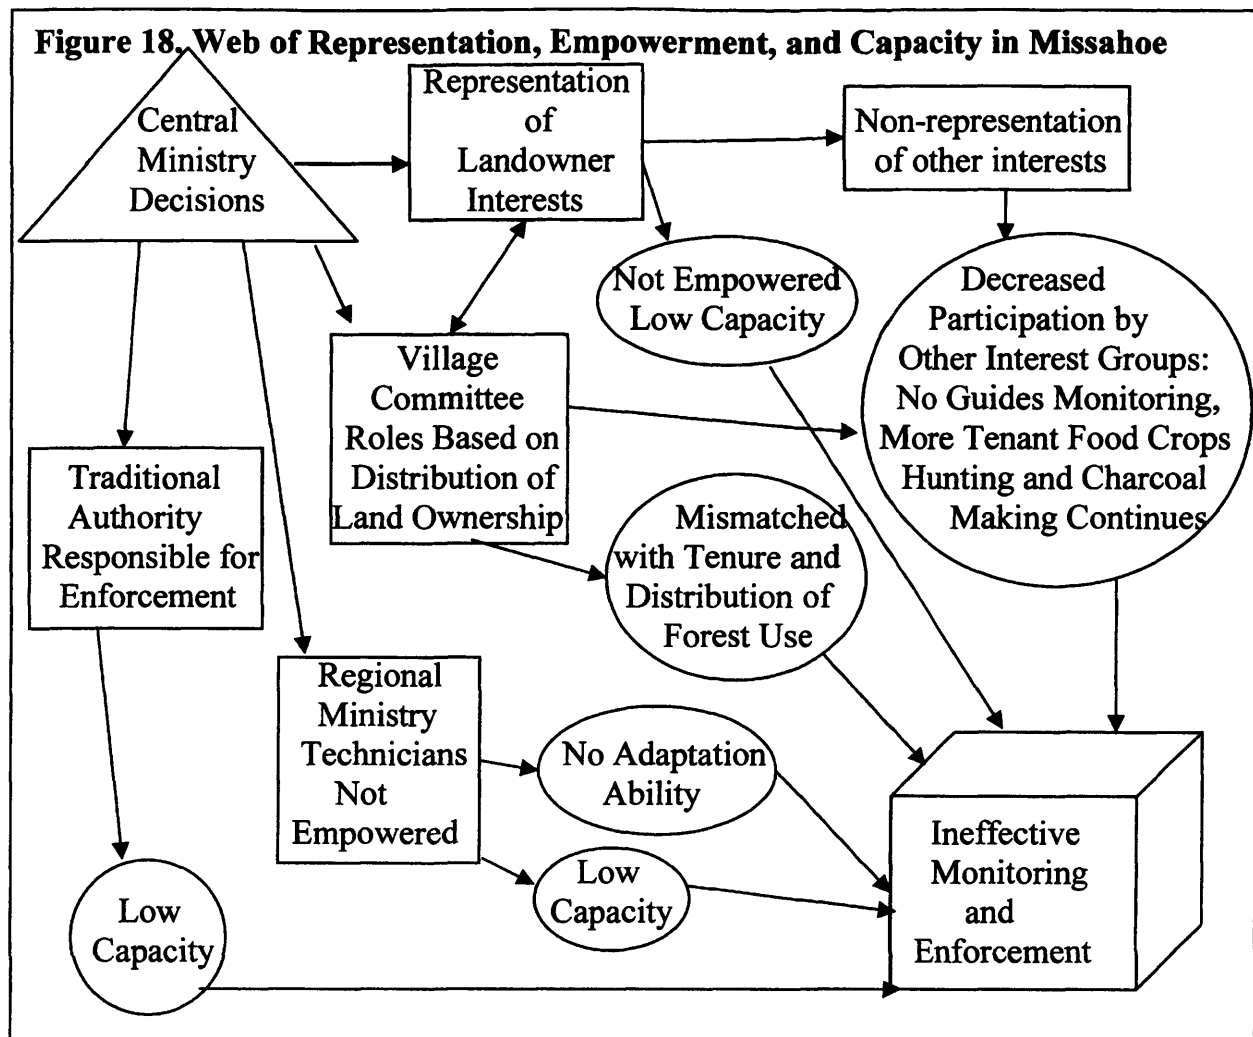 Figure 18. Web of Representation, Empowerment, and Capacity in Missahoe
Central
Ministry
Decisions
Representation
of
Landowner
Interests
Non-representation
of other interests
Not Empowered
Low Capacity
Decreased
Participation by
Other Interest Groups:
No Guides Monitoring,
More Tenant Food Crops
Hunting and Charcoal
Making Continues
Village
Committee
Roles Based on
Distribution of
Land Ownership
Traditional
Authority
Responsible for
Enforcement
Mismatched
with Tenure and
Distribution of
Forest Use
Regional
Ministry
Technicians
Not
Empowered
No Adaptation
Ability
Low
Capacity
Low
Capacity
Ineffective
Monitoring
and
Enforcement